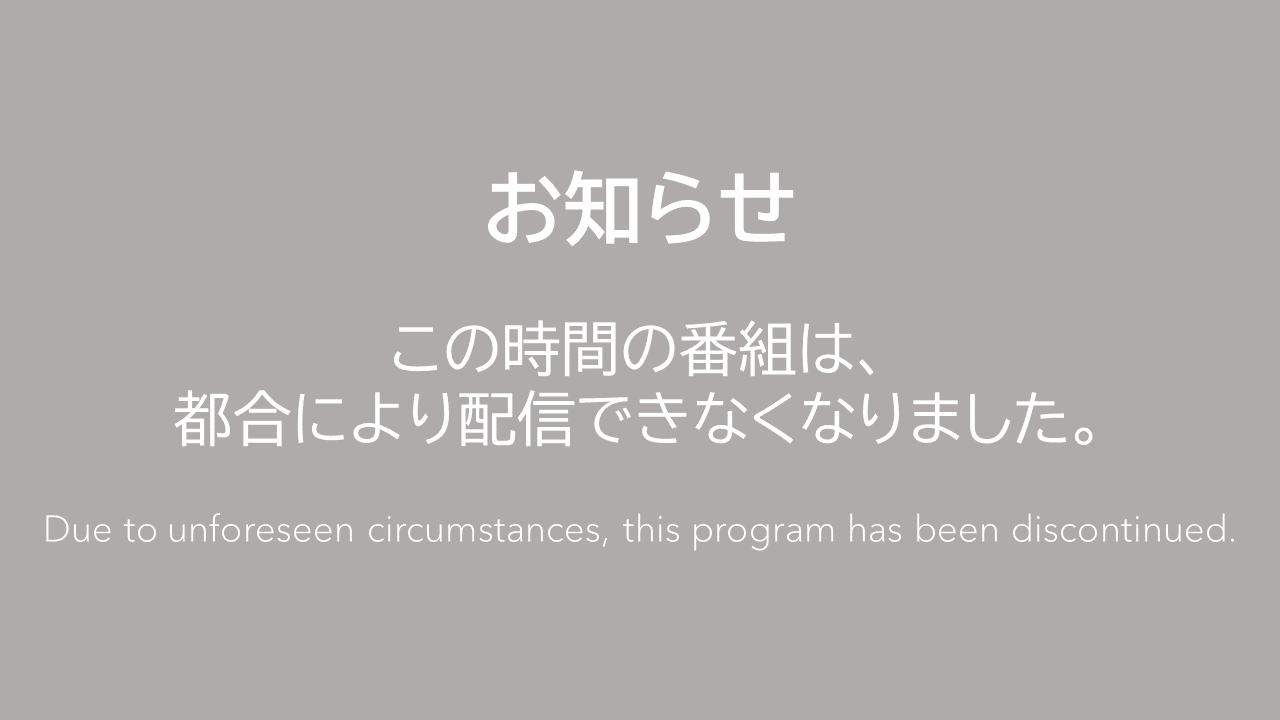 お知らせ
この時間の番組は、
都合により配信できなくなりました。
Due to unforeseen circumstances, this program has been discontinued.